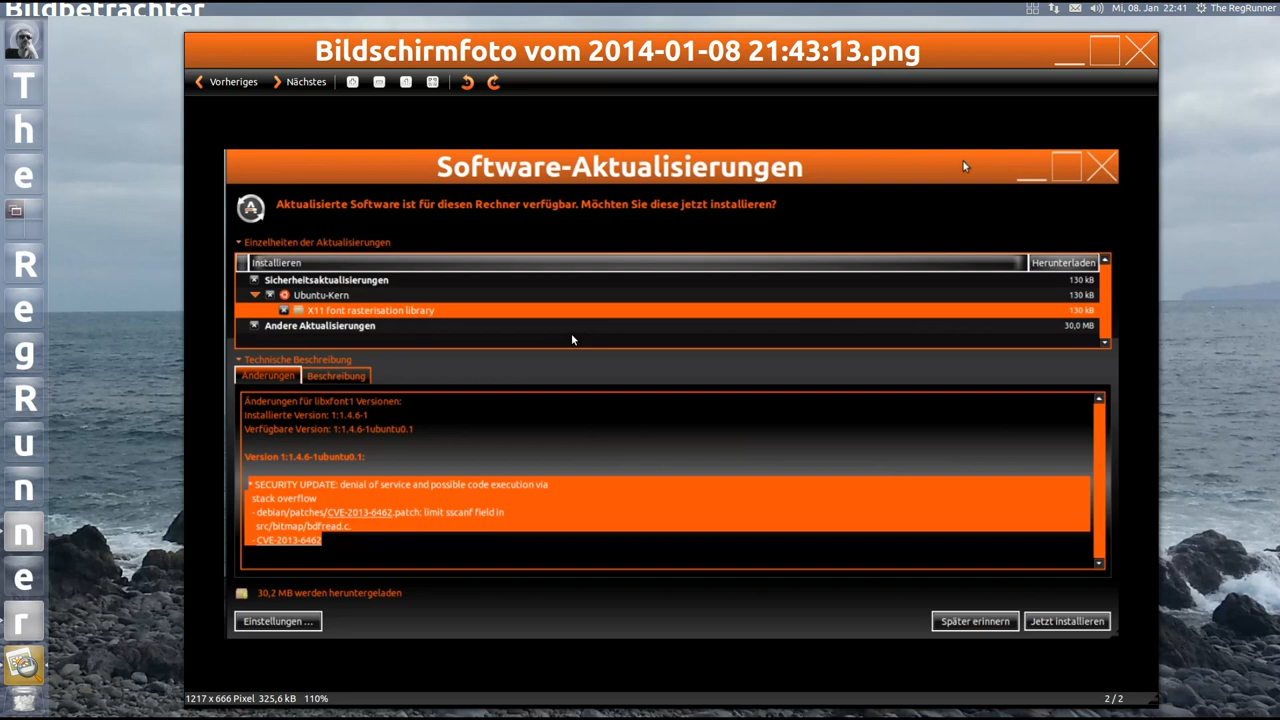 Bildbetrachter
Mi, 08. Jan 22:41 The RegRunner
T
h
e
R
e
g
R
u
n
n
e
r
Bildschirmfoto vom 2014-01-08 21:43:13.png
Vorheriges Nächstes
Software-Aktualisierungen
Aktualisierte Software ist für diesen Rechner verfügbar. Möchten Sie diese jetzt installieren?
Einzelheiten der Aktualisierungen
Installieren Herunterladen
Sicherheitsaktualisierungen 130 kB
Ubuntu-Kern 130 kB
X11 font rasterisation library 130 kB
Andere Aktualisierungen 30,0 MB
Technische Beschreibung
Änderungen Beschreibung
Änderungen für libxfont1 Versionen:
Installierte Version: 1:1.4.6-1
Verfügbare Version: 1:1.4.6-1ubuntu0.1
Version 1:1.4.6-1ubuntu0.1:
* SECURITY UPDATE: denial of service and possible code execution via
stack overflow
- debian/patches/CVE-2013-6462.patch: limit sscanf field in
src/bitmap/bdfread.c.
- CVE-2013-6462
30,2 MB werden heruntergeladen
Einstellungen ... Später erinnern Jetzt installieren
1217 x 666 Pixel 325,6 kB 110% 2 / 2